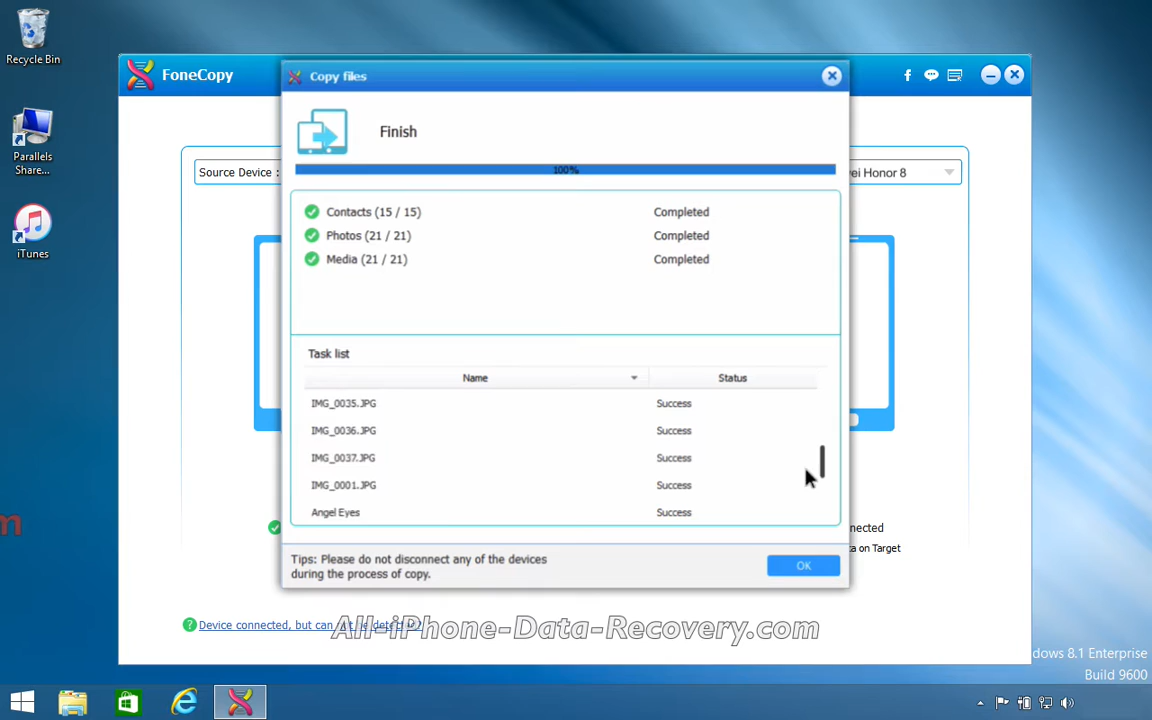 Recycle Bin
Parallels
Share...
iTunes
FoneCopy
Copy files
Finish
100%
Source Device :
ei Honor 8
Contacts (15 / 15) Completed
Photos (21 / 21) Completed
Media (21 / 21) Completed
Task list
Name Status
IMG_0035.JPG Success
IMG_0036.JPG Success
IMG_0037.JPG Success
IMG_0001.JPG Success
Angel Eyes Success
m
nected
ta on Target
Tips: Please do not disconnect any of the devices
during the process of copy.
OK
Device connected, but can
All-iPhone-Data-Recovery.com
dows 8.1 Enterprise
Build 9600